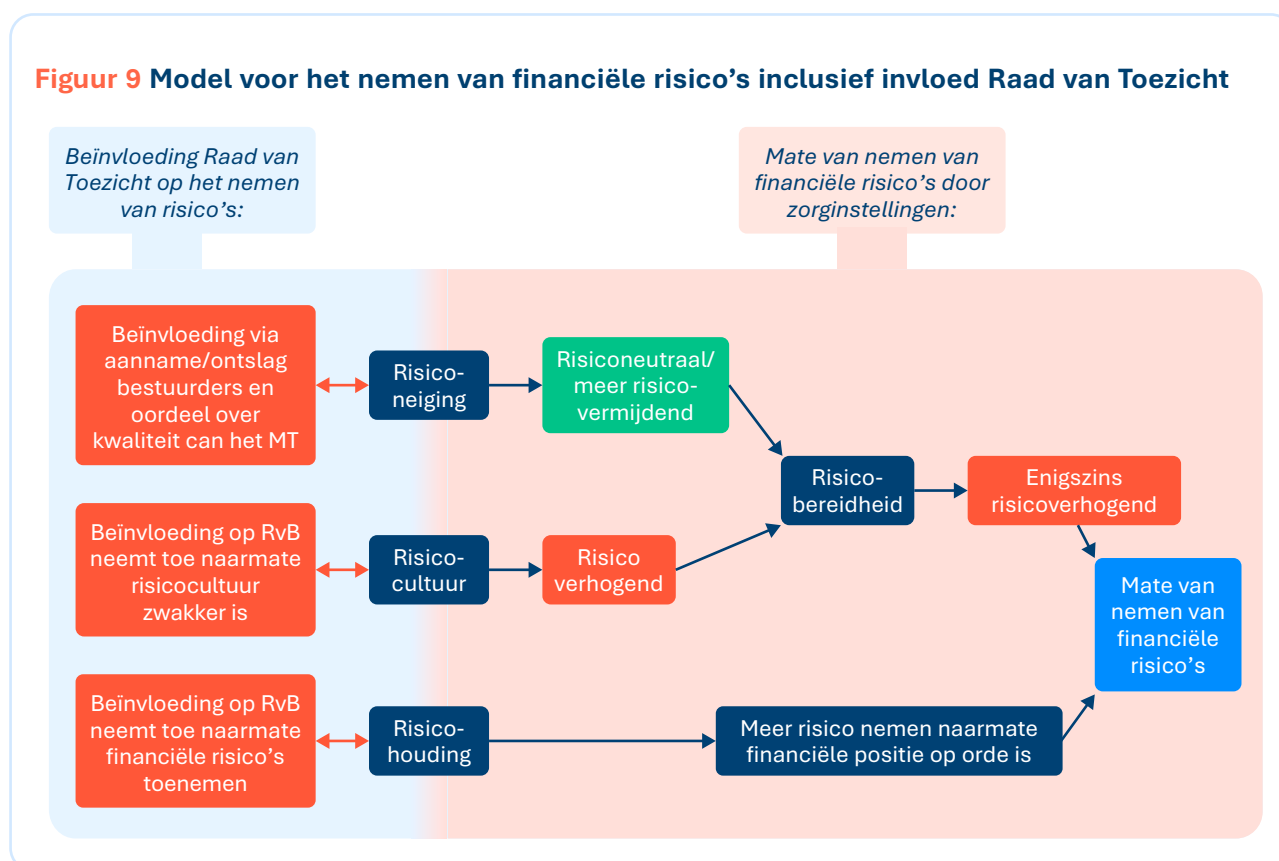 Figuur 9 Model voor het nemen van financiële risico’s inclusief invloed Raad van Toezicht
Beïnvloeding Raad van
Toezicht op het nemen
van risico’s:
Mate van nemen van
financiële risico’s door
zorginstellingen:
Beïnvloeding via
aanname/ontslag
bestuurders en
oordeel over
kwaliteit can het MT
Risico-
neiging
Risiconeutraal/
meer risico-
vermijdend
Risico-
bereidheid
Enigszins
risicoverhogend
Beïnvloeding op RvB
neemt toe naarmate
risicocultuur
zwakker is
Risico-
cultuur
Risico
verhogend
Mate van
nemen van
financiële
risico’s
Beïnvloeding op RvB
neemt toe naarmate
financiële risico’s
toenemen
Risico-
houding
Meer risico nemen naarmate
financiële positie op orde is